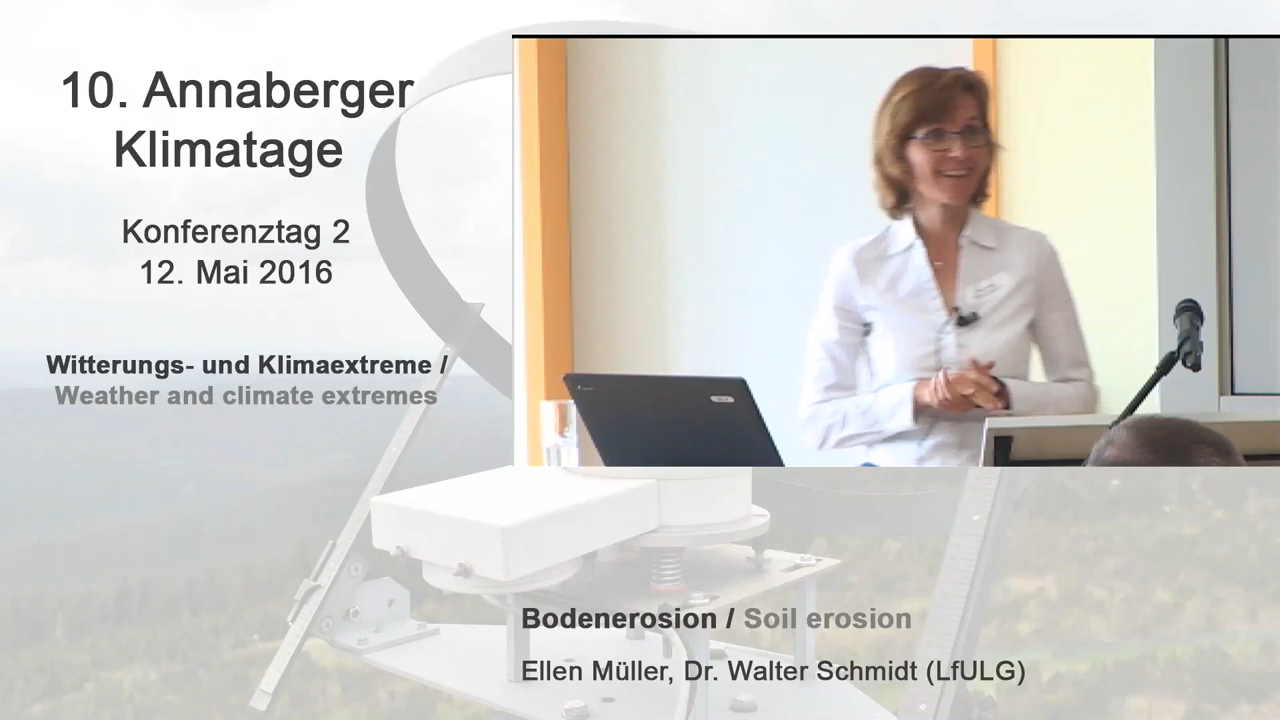 10. Annaberger
Klimatage
Konferenztag 2
12. Mai 2016
Witterungs- und Klimaextreme /
Weather and climate extremes
Bodenerosion / Soil erosion
Ellen Müller, Dr. Walter Schmidt (LfULG)